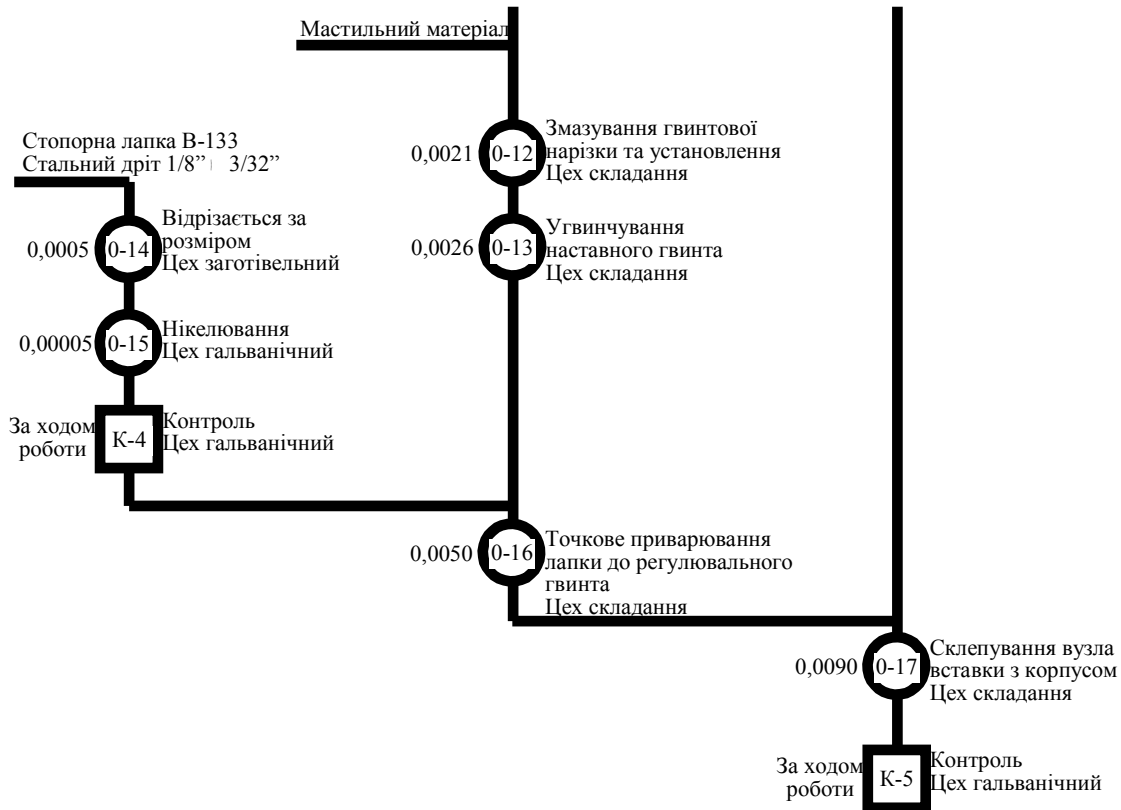 Мастильний матеріал
Стопорна лапка В-133
Стальний дріт 1/8” 3/32”
0,0021
0-12
Змазування гвинтової
нарізки та установлення
Цех складання
0,0005
0-14
Відрізається за
розміром
Цех заготівельний
0,0026
0-13
Угвинчування
наставного гвинта
Цех складання
0,00005
0-15
Нікелювання
Цех гальванічний
За ходом
роботи
К-4
Контроль
Цех гальванічний
0,0050
0-16
Точкове приварювання
лапки до регулювального
гвинта
Цех складання
0,0090
0-17
Склепування вузла
вставки з корпусом
Цех складання
За ходом
роботи
К-5
Контроль
Цех гальванічний